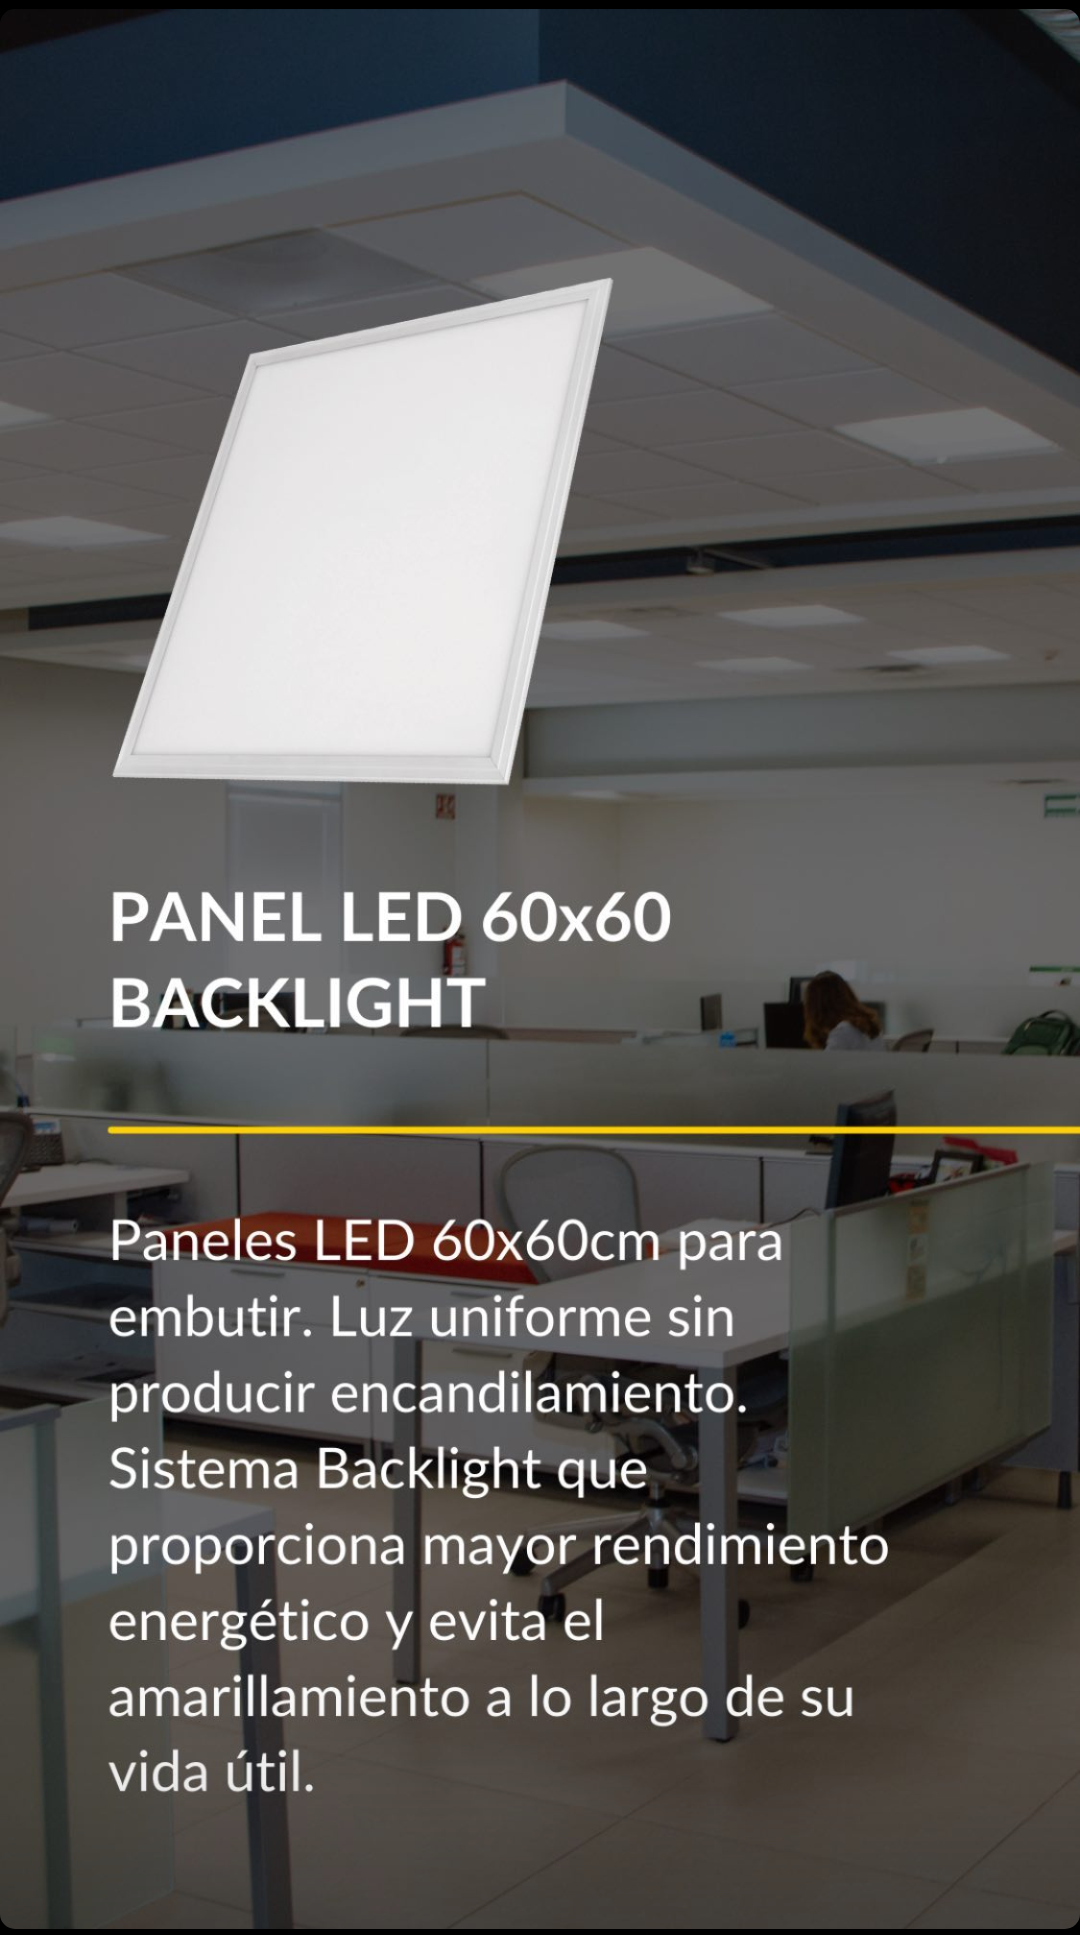 PANEL LED 60x60
BACKLIGHT
Paneles LED 60x60cm para
embutir. Luz uniforme sin
producir encandilamiento.
Sistema Backlight que
proporciona mayor rendimiento
energético y evita el
amarillamiento a lo largo de su
vida útil.